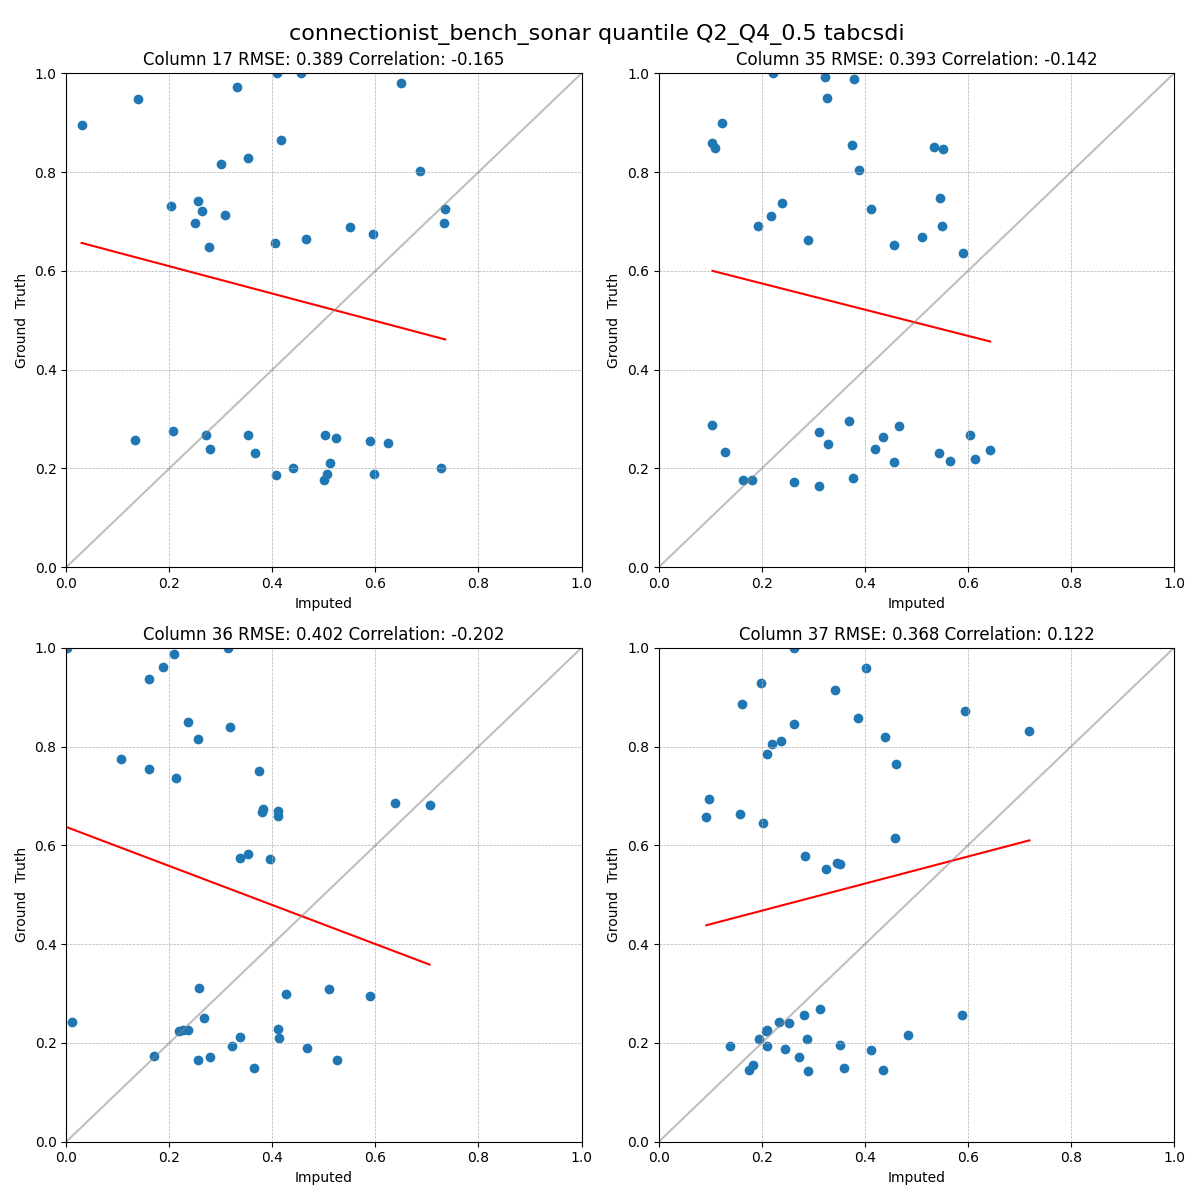 connectionist_bench_sonar quantile Q2_Q4_0.5 tabcsdi
Column 17 RMSE: 0.389 Correlation: -0.165
1.0
0.8
0.6
0.4
0.2
0.0
Ground Truth
0.0 0.2 0.4 0.6 0.8 1.0
Imputed
Column 35 RMSE: 0.393 Correlation: -0.142
1.0
0.8
0.6
0.4
0.2
0.0
Ground Truth
0.0 0.2 0.4 0.6 0.8 1.0
Imputed
Column 36 RMSE: 0.402 Correlation: -0.202
1.0
0.8
0.6
0.4
0.2
0.0
Ground Truth
0.0 0.2 0.4 0.6 0.8 1.0
Imputed
Column 37 RMSE: 0.368 Correlation: 0.122
1.0
0.8
0.6
0.4
0.2
0.0
Ground Truth
0.0 0.2 0.4 0.6 0.8 1.0
Imputed